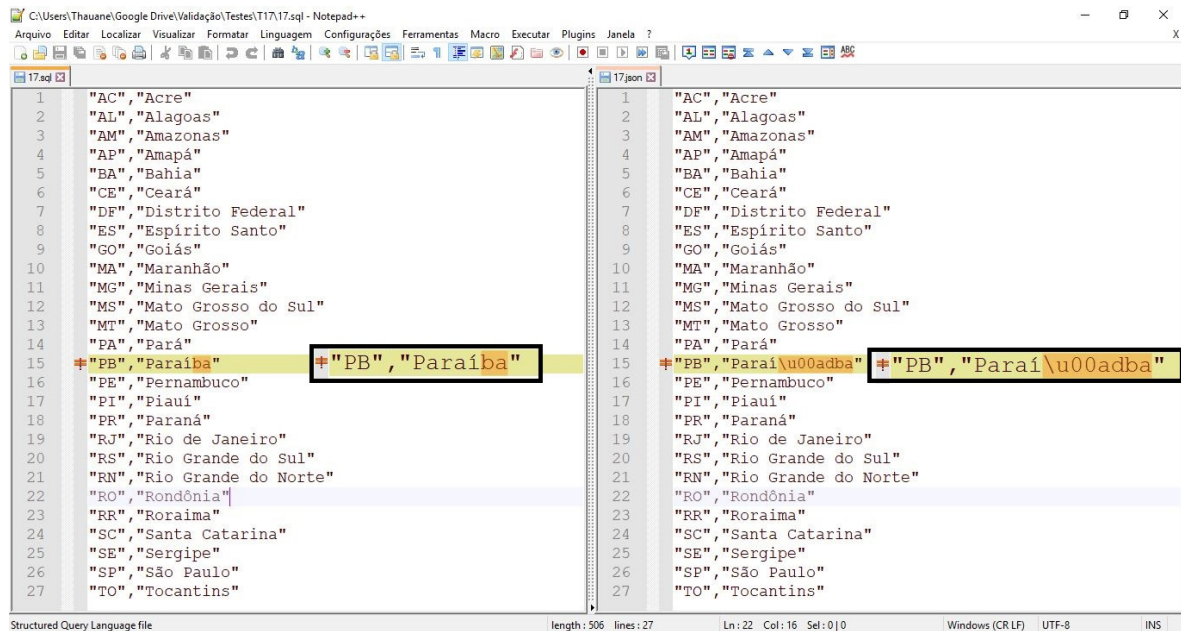 C:\Users\Thauane\Google Drive\Validação\Testes\T17\17.sql - Notepad++
Arquivo Editar Localizar Visualizar Formatar Linguagem Configurações Ferramentas Macro Executar Plugins Janela ? X
17.sql
1 "AC","Acre"
2 "AL","Alagoas"
3 "AM","Amazonas"
4 "AP","Amapá"
5 "BA","Bahia"
6 "CE","Ceará"
7 "DF","Distrito Federal"
8 "ES","Espírito Santo"
9 "GO","Goiás"
10 "MA","Maranhão"
11 "MG","Minas Gerais"
12 "MS","Mato Grosso do Sul"
13 "MT","Mato Grosso"
14 "PA","Pará"
15 "PB","Paraíba"
"PB","Paraíba"
16 "PE","Pernambuco"
17 "PI","Piauí"
18 "PR","Paraná"
19 "RJ","Rio de Janeiro"
20 "RS","Rio Grande do Sul"
21 "RN","Rio Grande do Norte"
22 "RO","Rondônia"
23 "RR","Roraima"
24 "SC","Santa Catarina"
25 "SE","Sergipe"
26 "SP","São Paulo"
27 "TO","Tocantins"
17.json
1 "AC","Acre"
2 "AL","Alagoas"
3 "AM","Amazonas"
4 "AP","Amapá"
5 "BA","Bahia"
6 "CE","Ceará"
7 "DF","Distrito Federal"
8 "ES","Espírito Santo"
9 "GO","Goiás"
10 "MA","Maranhão"
11 "MG","Minas Gerais"
12 "MS","Mato Grosso do Sul"
13 "MT","Mato Grosso"
14 "PA","Pará"
15 "PB","Paraí\u00adba"
"PB","Paraí\u00adba"
16 "PE","Pernambuco"
17 "PI","Piauí"
18 "PR","Paraná"
19 "RJ","Rio de Janeiro"
20 "RS","Rio Grande do Sul"
21 "RN","Rio Grande do Norte"
22 "RO","Rondônia"
23 "RR","Roraima"
24 "SC","Santa Catarina"
25 "SE","Sergipe"
26 "SP","São Paulo"
27 "TO","Tocantins"
Structured Query Language file length : 506 lines : 27 Ln : 22 Col : 16 Sel : 0 | 0 Windows (CR LF) UTF-8 INS